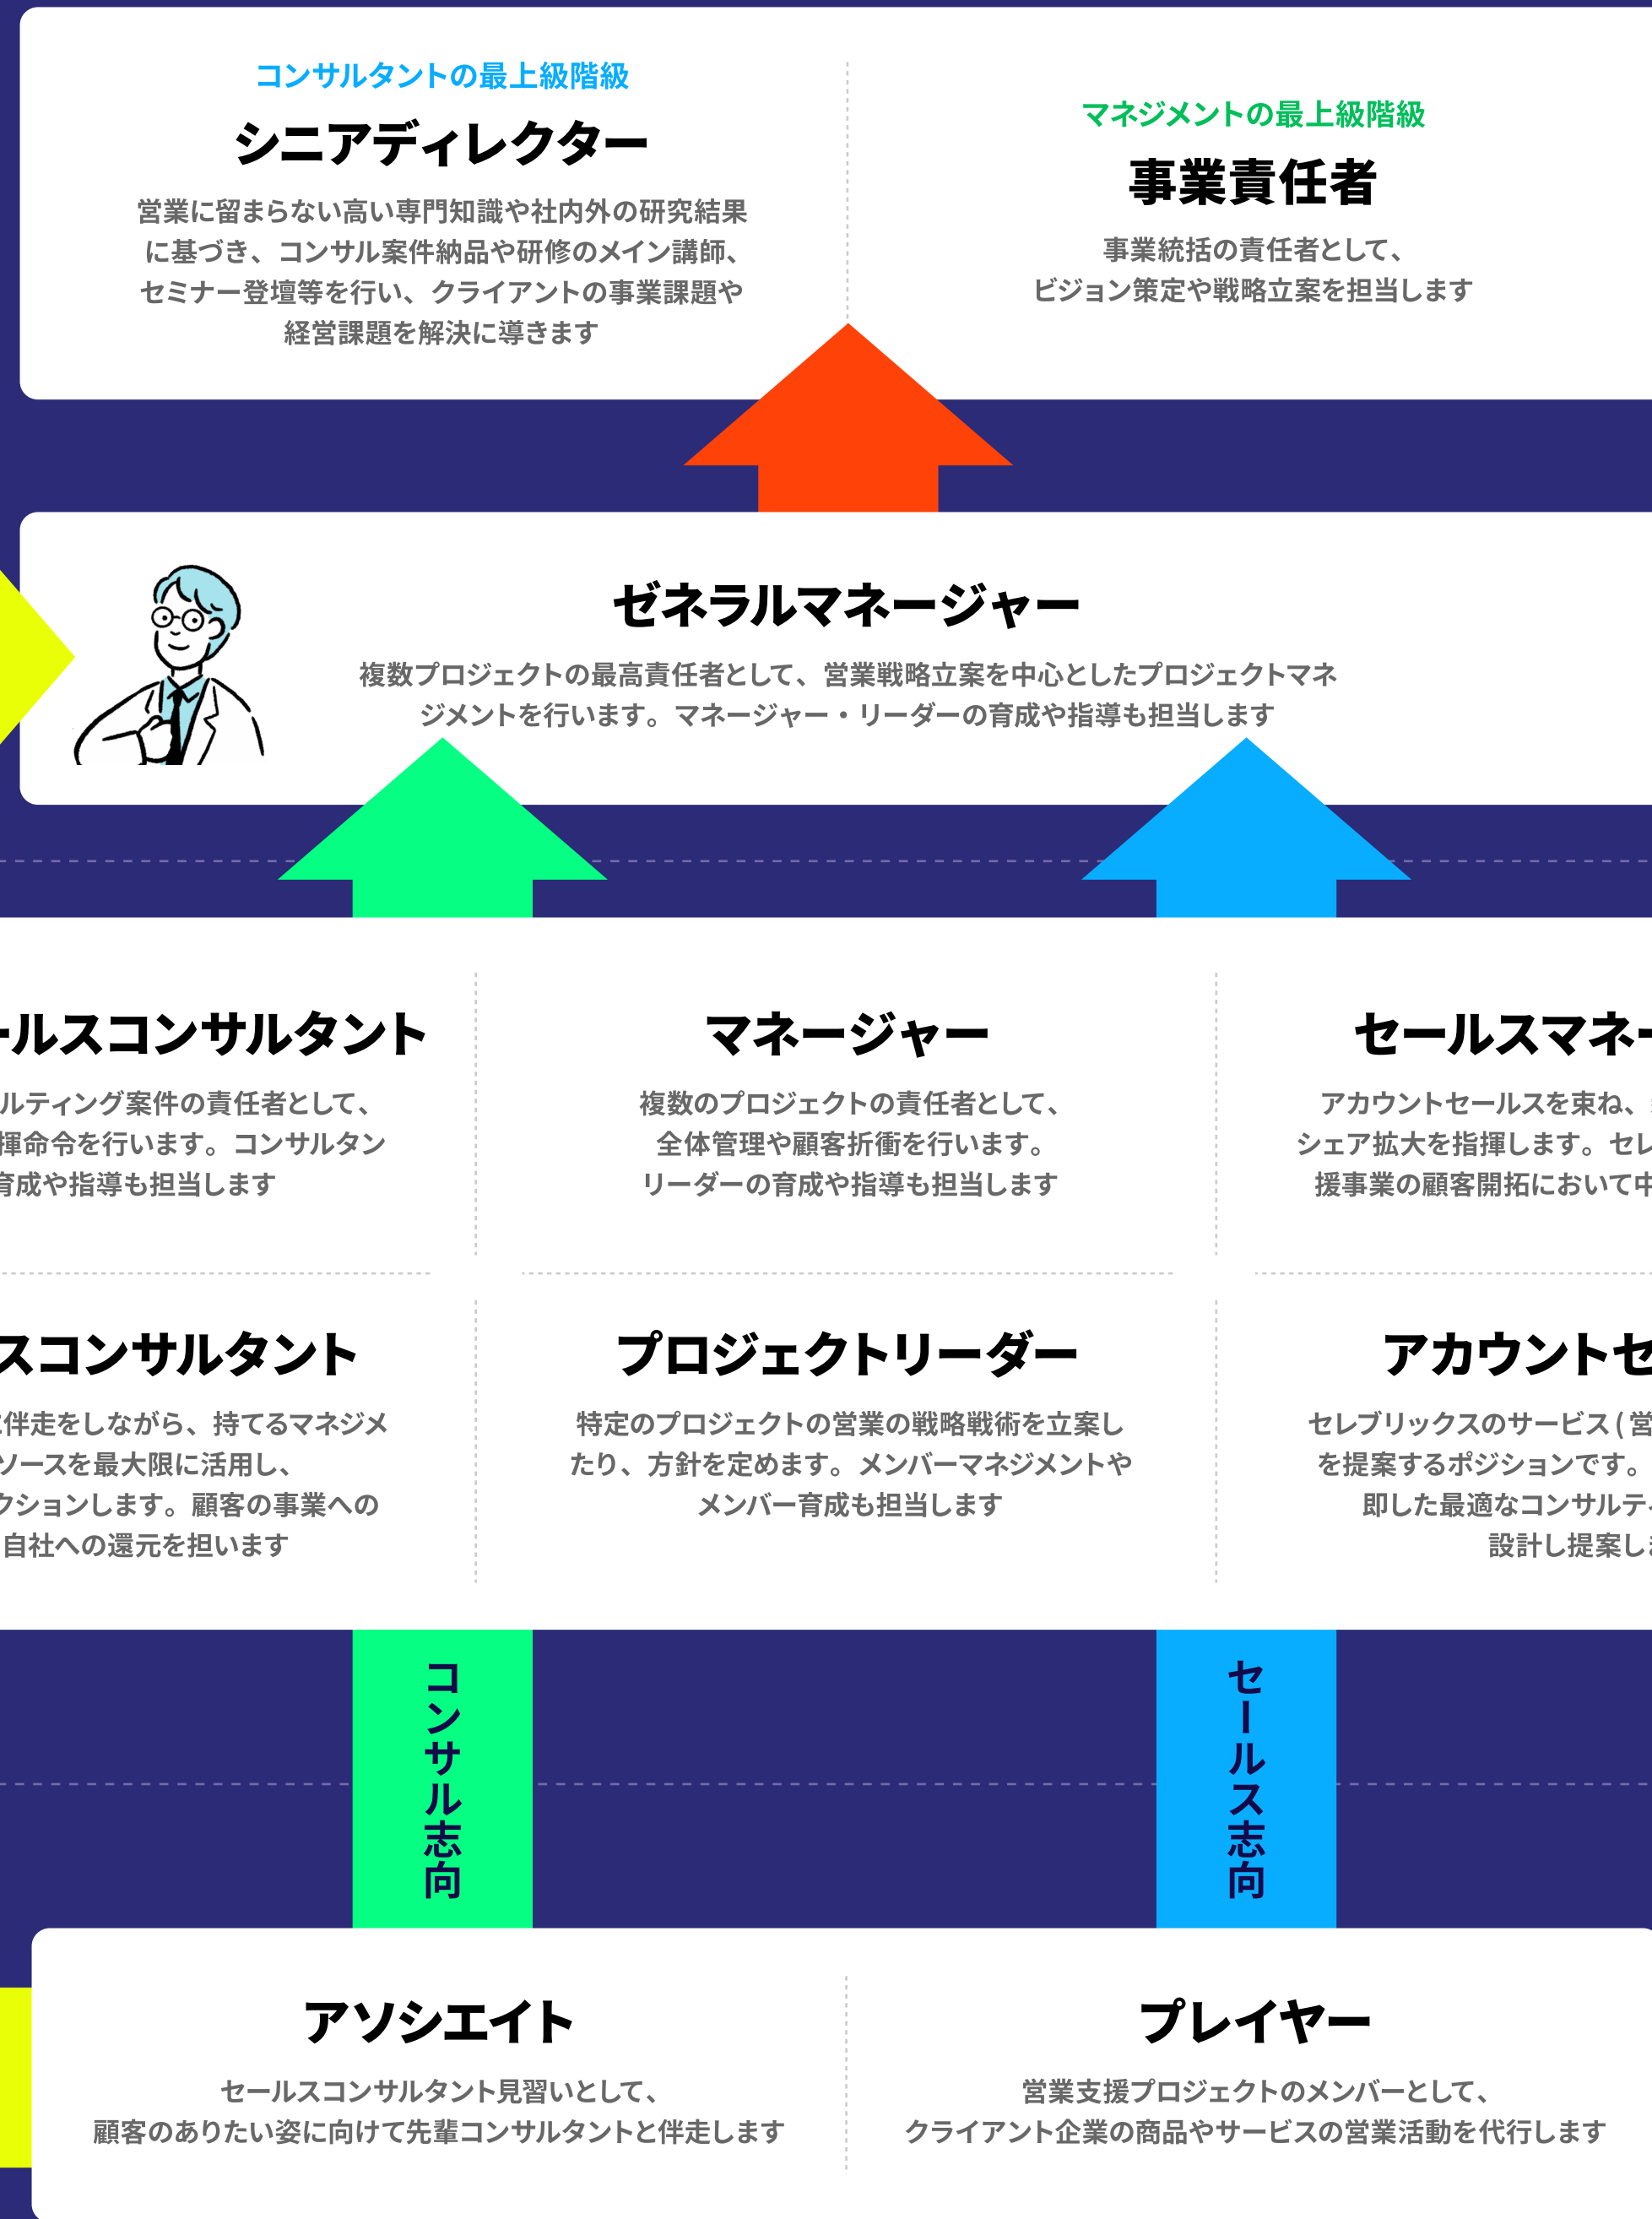 コンサルタントの最上級階級
シニアディレクター
営業に留まらない高い専門知識や社内外の研究結果
に基づき、コンサル案件納品や研修のメイン講師、
セミナー登壇等を行い、クライアントの事業課題や
経営課題を解決に導きます
マネジメントの最上級階級
事業責任者
事業統括の責任者として、
ビジョン策定や戦略立案を担当します
ゼネラルマネージャー
複数プロジェクトの最高責任者として、営業戦略立案を中心としたプロジェクトマネ
ジメントを行います。マネージャー・リーダーの育成や指導も担当します
ールスコンサルタント
ルティング案件の責任者として、
揮命令を行います。コンサルタン
育成や指導も担当します
マネージャー
複数のプロジェクトの責任者として、
全体管理や顧客折衝を行います。
リーダーの育成や指導も担当します
セールスマネー
アカウントセールスを束ね、
シェア拡大を指揮します。セレ
援事業の顧客開拓において中
スコンサルタント
伴走をしながら、持てるマネジメ
ソースを最大限に活用し、
クションします。顧客の事業への
自社への還元を担います
プロジェクトリーダー
特定のプロジェクトの営業の戦略戦術を立案し
たり、方針を定めます。メンバーマネジメントや
メンバー育成も担当します
アカウントセ
セレブリックスのサービス(営
を提案するポジションです。
即した最適なコンサルテ
設計し提案し
コンサル志向
セールス志向
アソシエイト
セールスコンサルタント見習いとして、
顧客のありたい姿に向けて先輩コンサルタントと伴走します
プレイヤー
営業支援プロジェクトのメンバーとして、
クライアント企業の商品やサービスの営業活動を代行します